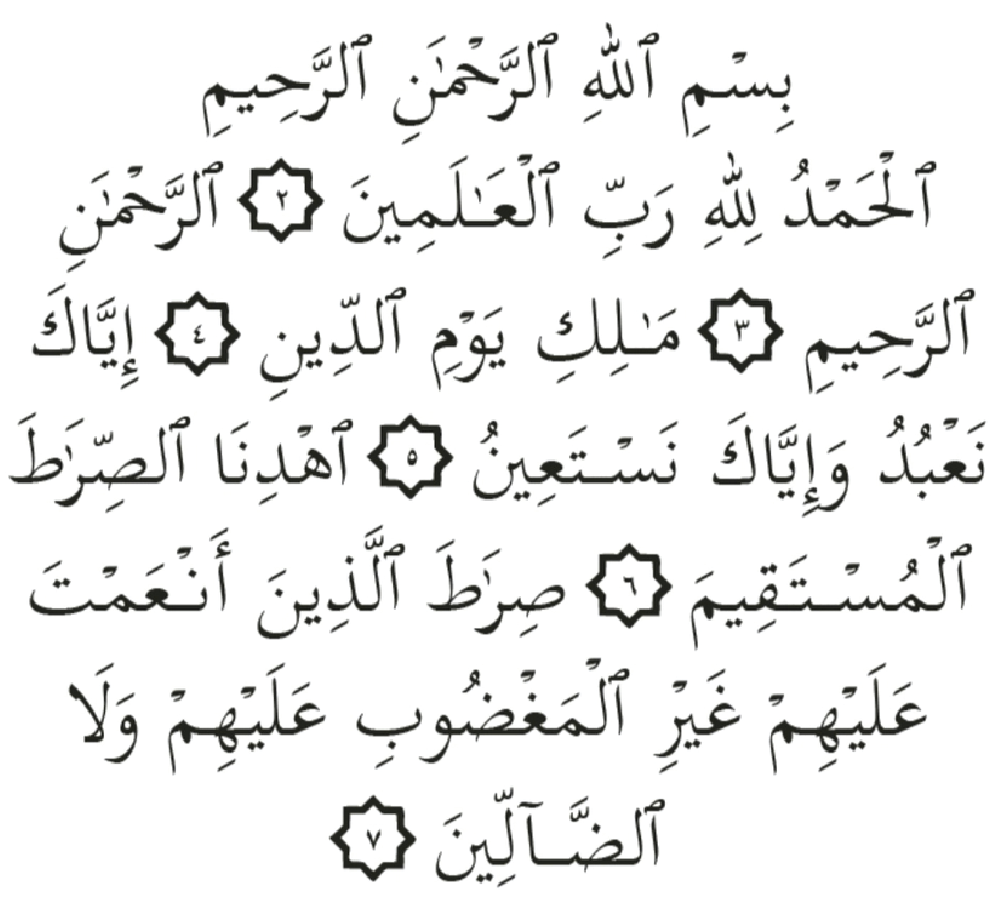 بِسْمِ ٱللَّهِ ٱلرَّحْمَـٰنِ ٱلرَّحِيمِ
ٱلْحَمْدُ لِلَّهِ رَبِّ ٱلْعَـٰلَمِينَ ٢ ٱلرَّحْمَـٰنِ
ٱلرَّحِيمِ ٣ مَـٰلِكِ يَوْمِ ٱلدِّينِ ٤ إِيَّاكَ
نَعْبُدُ وَإِيَّاكَ نَسْتَعِينُ ٥ ٱهْدِنَا ٱلصِّرَٰطَ
ٱلْمُسْتَقِيمَ ٦ صِرَٰطَ ٱلَّذِينَ أَنْعَمْتَ
عَلَيْهِمْ غَيْرِ ٱلْمَغْضُوبِ عَلَيْهِمْ وَلَا
ٱلضَّآلِّينَ ٧